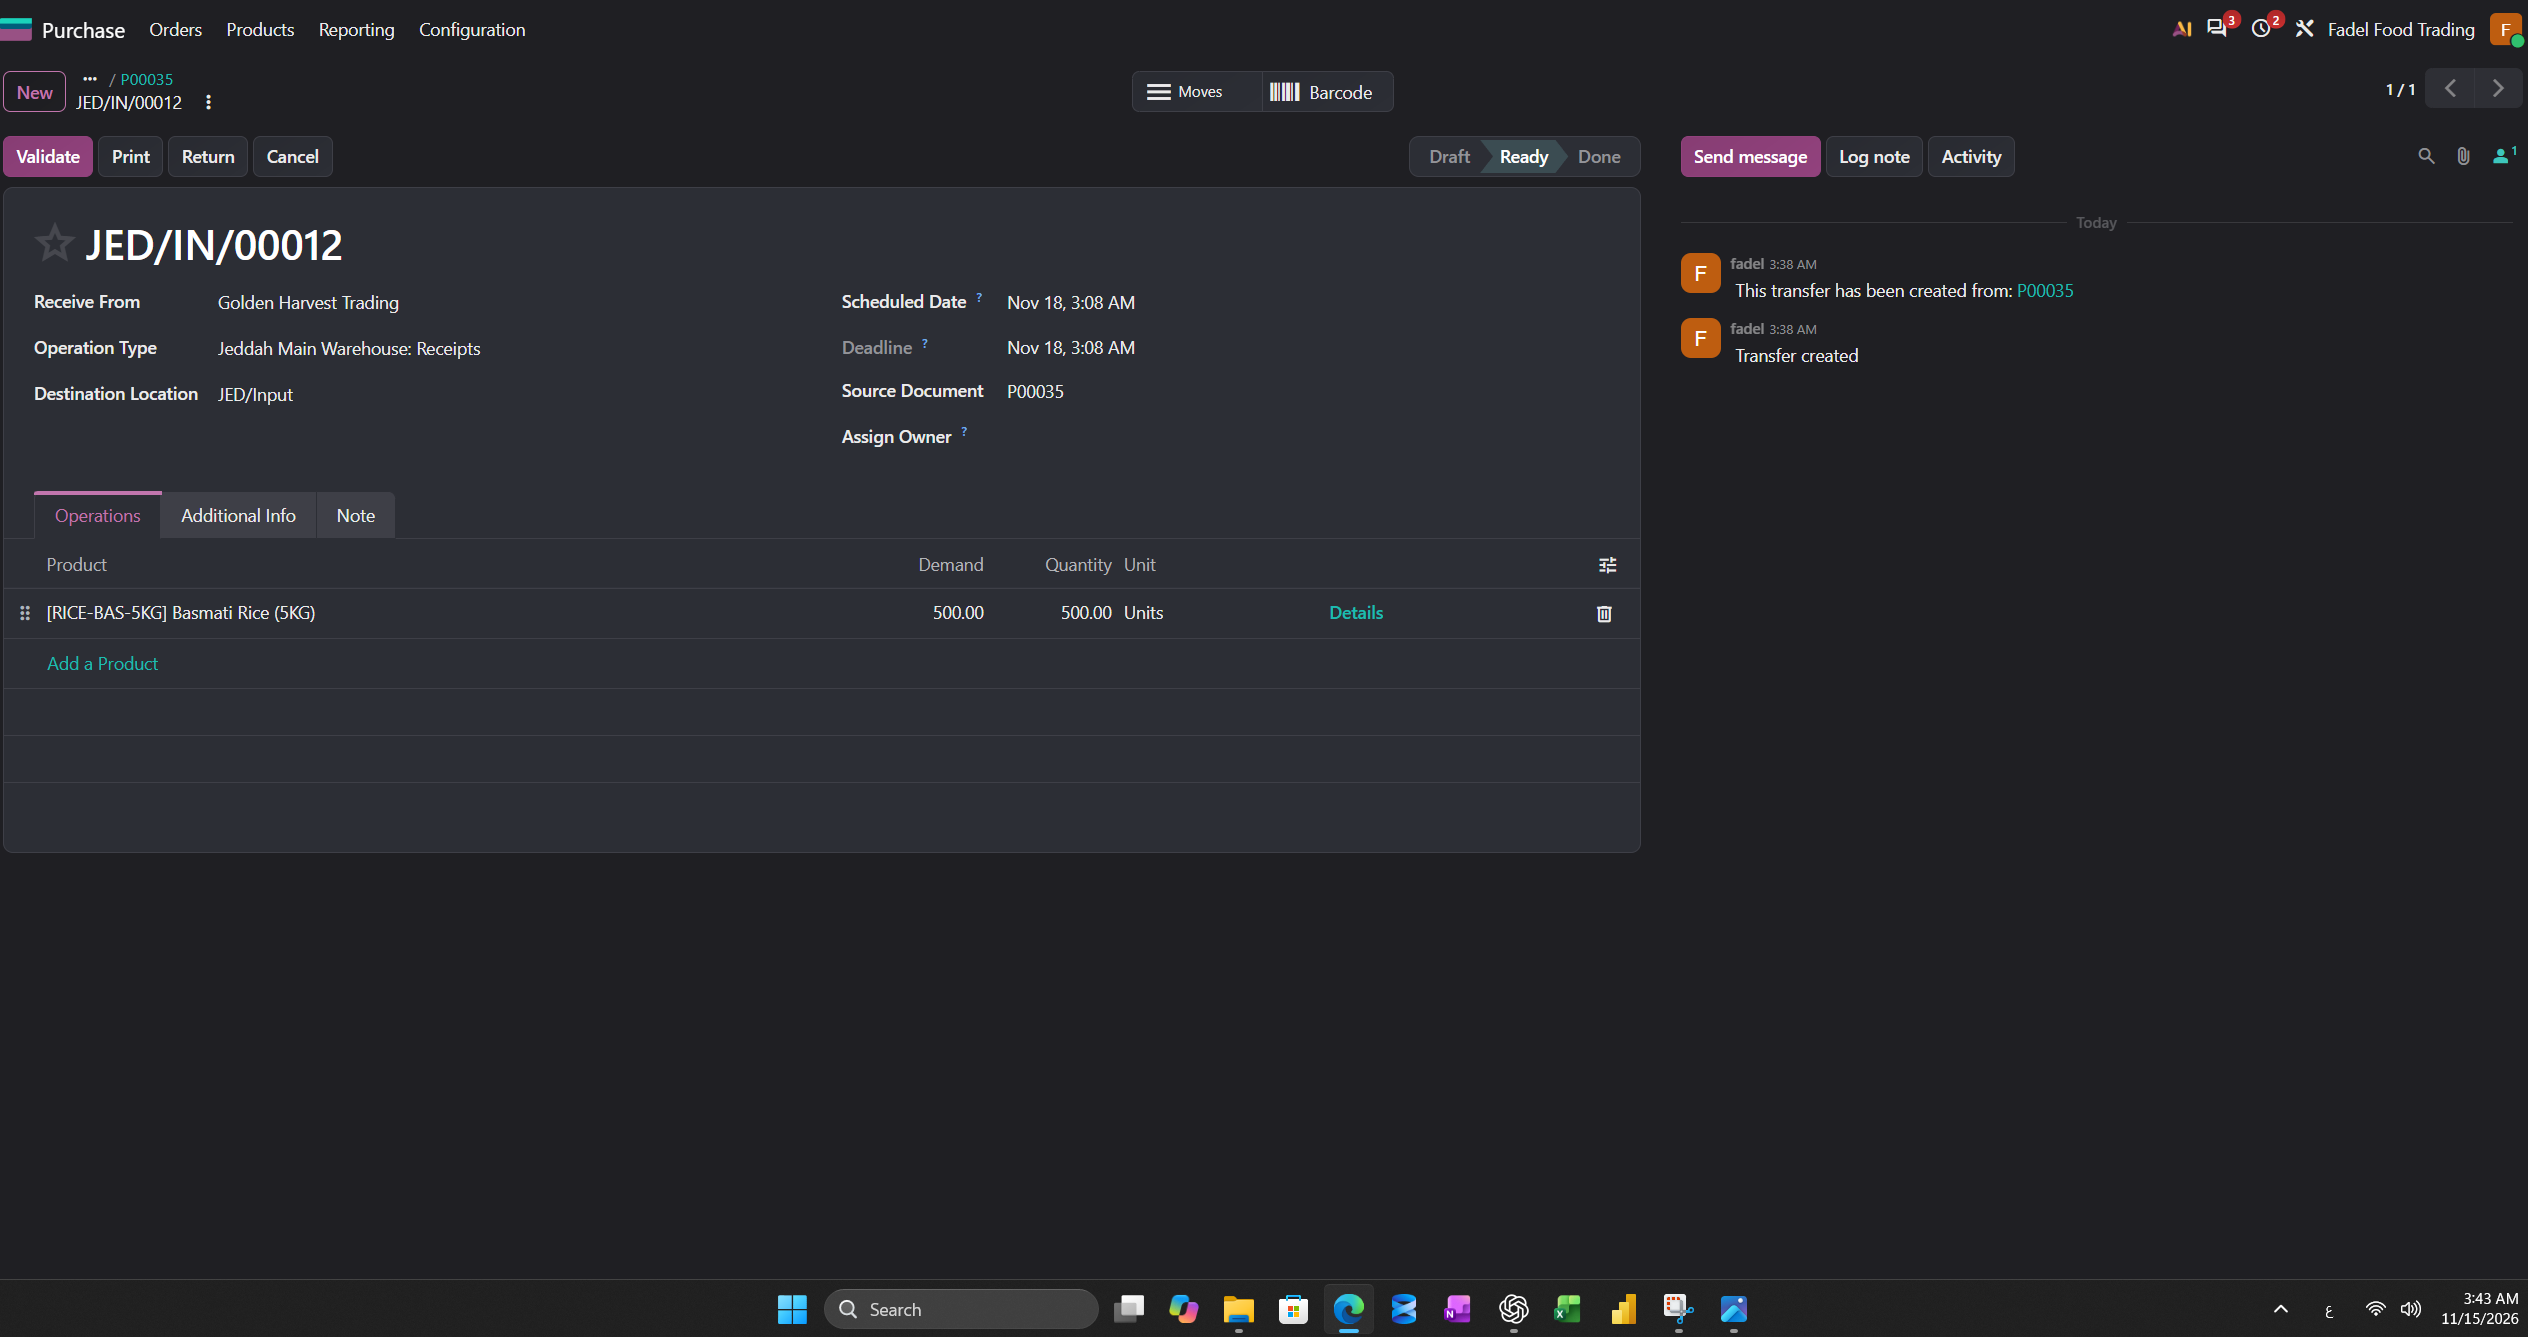 Purchase Orders Products Reporting Configuration
AI 3 2 Fadel Food Trading F
New ... / P00035
JED/IN/00012
Moves Barcode
1 / 1
Validate Print Return Cancel
Draft Ready Done
Send message Log note Activity 1
JED/IN/00012
Receive From Golden Harvest Trading
Operation Type Jeddah Main Warehouse: Receipts
Destination Location JED/Input
Scheduled Date ? Nov 18, 3:08 AM
Deadline ? Nov 18, 3:08 AM
Source Document P00035
Assign Owner ?
Operations Additional Info Note
Product Demand Quantity Unit
[RICE-BAS-5KG] Basmati Rice (5KG) 500.00 500.00 Units Details
Add a Product
Today
F fadel 3:38 AM
This transfer has been created from: P00035
F fadel 3:38 AM
Transfer created
Search
ع
3:43 AM
11/15/2026